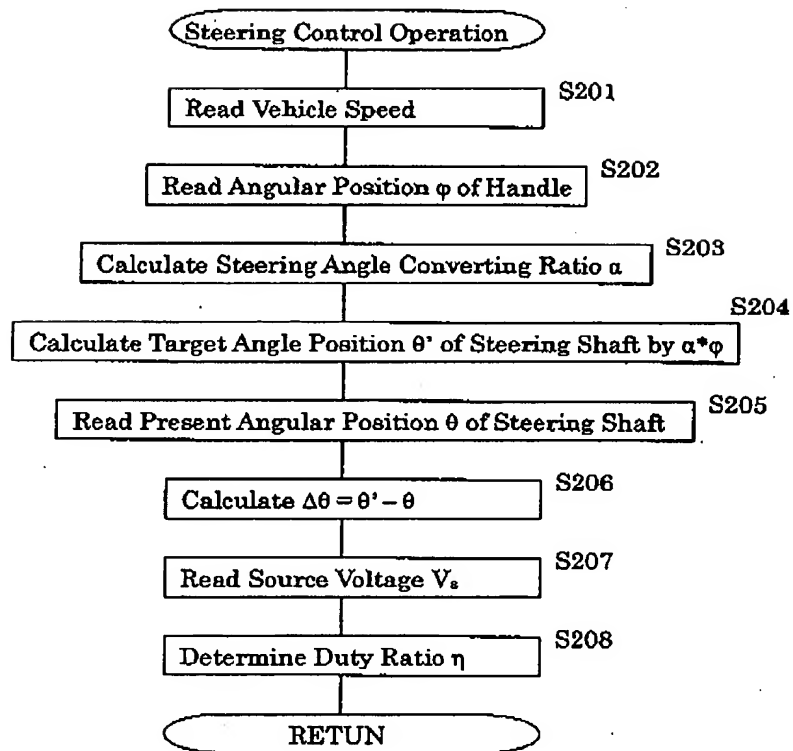 Steering Control Operation
S201
Read Vehicle Speed
S202
Read Angular Position φ of Handle
S203
Calculate Steering Angle Converting Ratio α
S204
Calculate Target Angle Position θ' of Steering Shaft by α*φ
S205
Read Present Angular Position θ of Steering Shaft
S206
Calculate Δθ = θ' − θ
S207
Read Source Voltage Vs
S208
Determine Duty Ratio η
RETUN